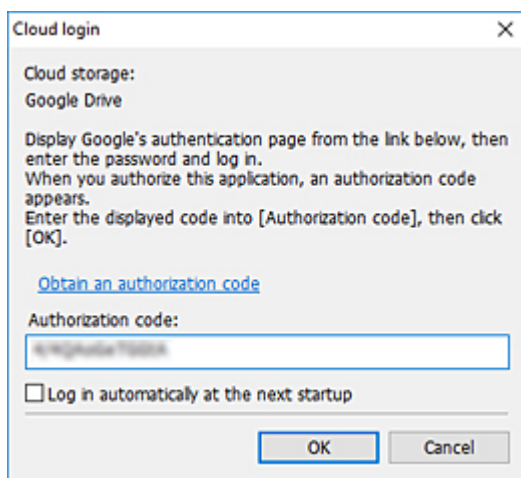 Cloud login
Cloud storage:
Google Drive
Display Google's authentication page from the link below, then
enter the password and log in.
When you authorize this application, an authorization code
appears.
Enter the displayed code into [Authorization code], then click
[OK].
Obtain an authorization code
Authorization code:
Log in automatically at the next startup
OK
Cancel